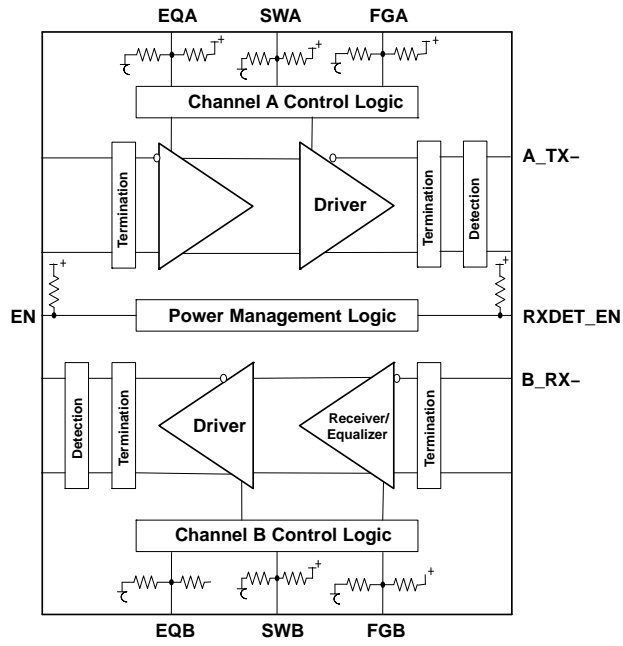 EQA SWA FGA
Channel A Control Logic
A_TX–
Termination
Driver
Termination
Detection
EN
Power Management Logic
RXDET_EN
B_RX–
Detection
Termination
Driver
Receiver/
Equalizer
Termination
Channel B Control Logic
EQB SWB FGB